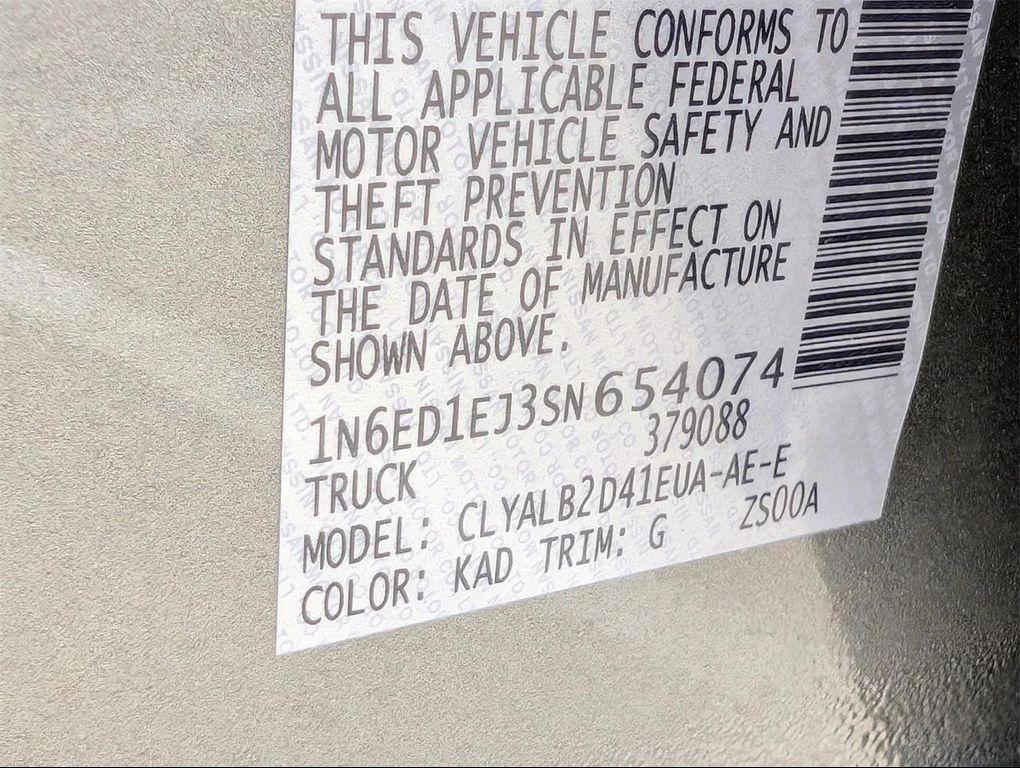 THIS VEHICLE CONFORMS TO
ALL APPLICABLE FEDERAL
MOTOR VEHICLE SAFETY AND
THEFT PREVENTION
STANDARDS IN EFFECT ON
THE DATE OF MANUFACTURE
SHOWN ABOVE.
1N6ED1EJ3SN654074
TRUCK 379088
MODEL: CLYALB2D41EUA-AE-E
COLOR: KAD TRIM: G ZS00A